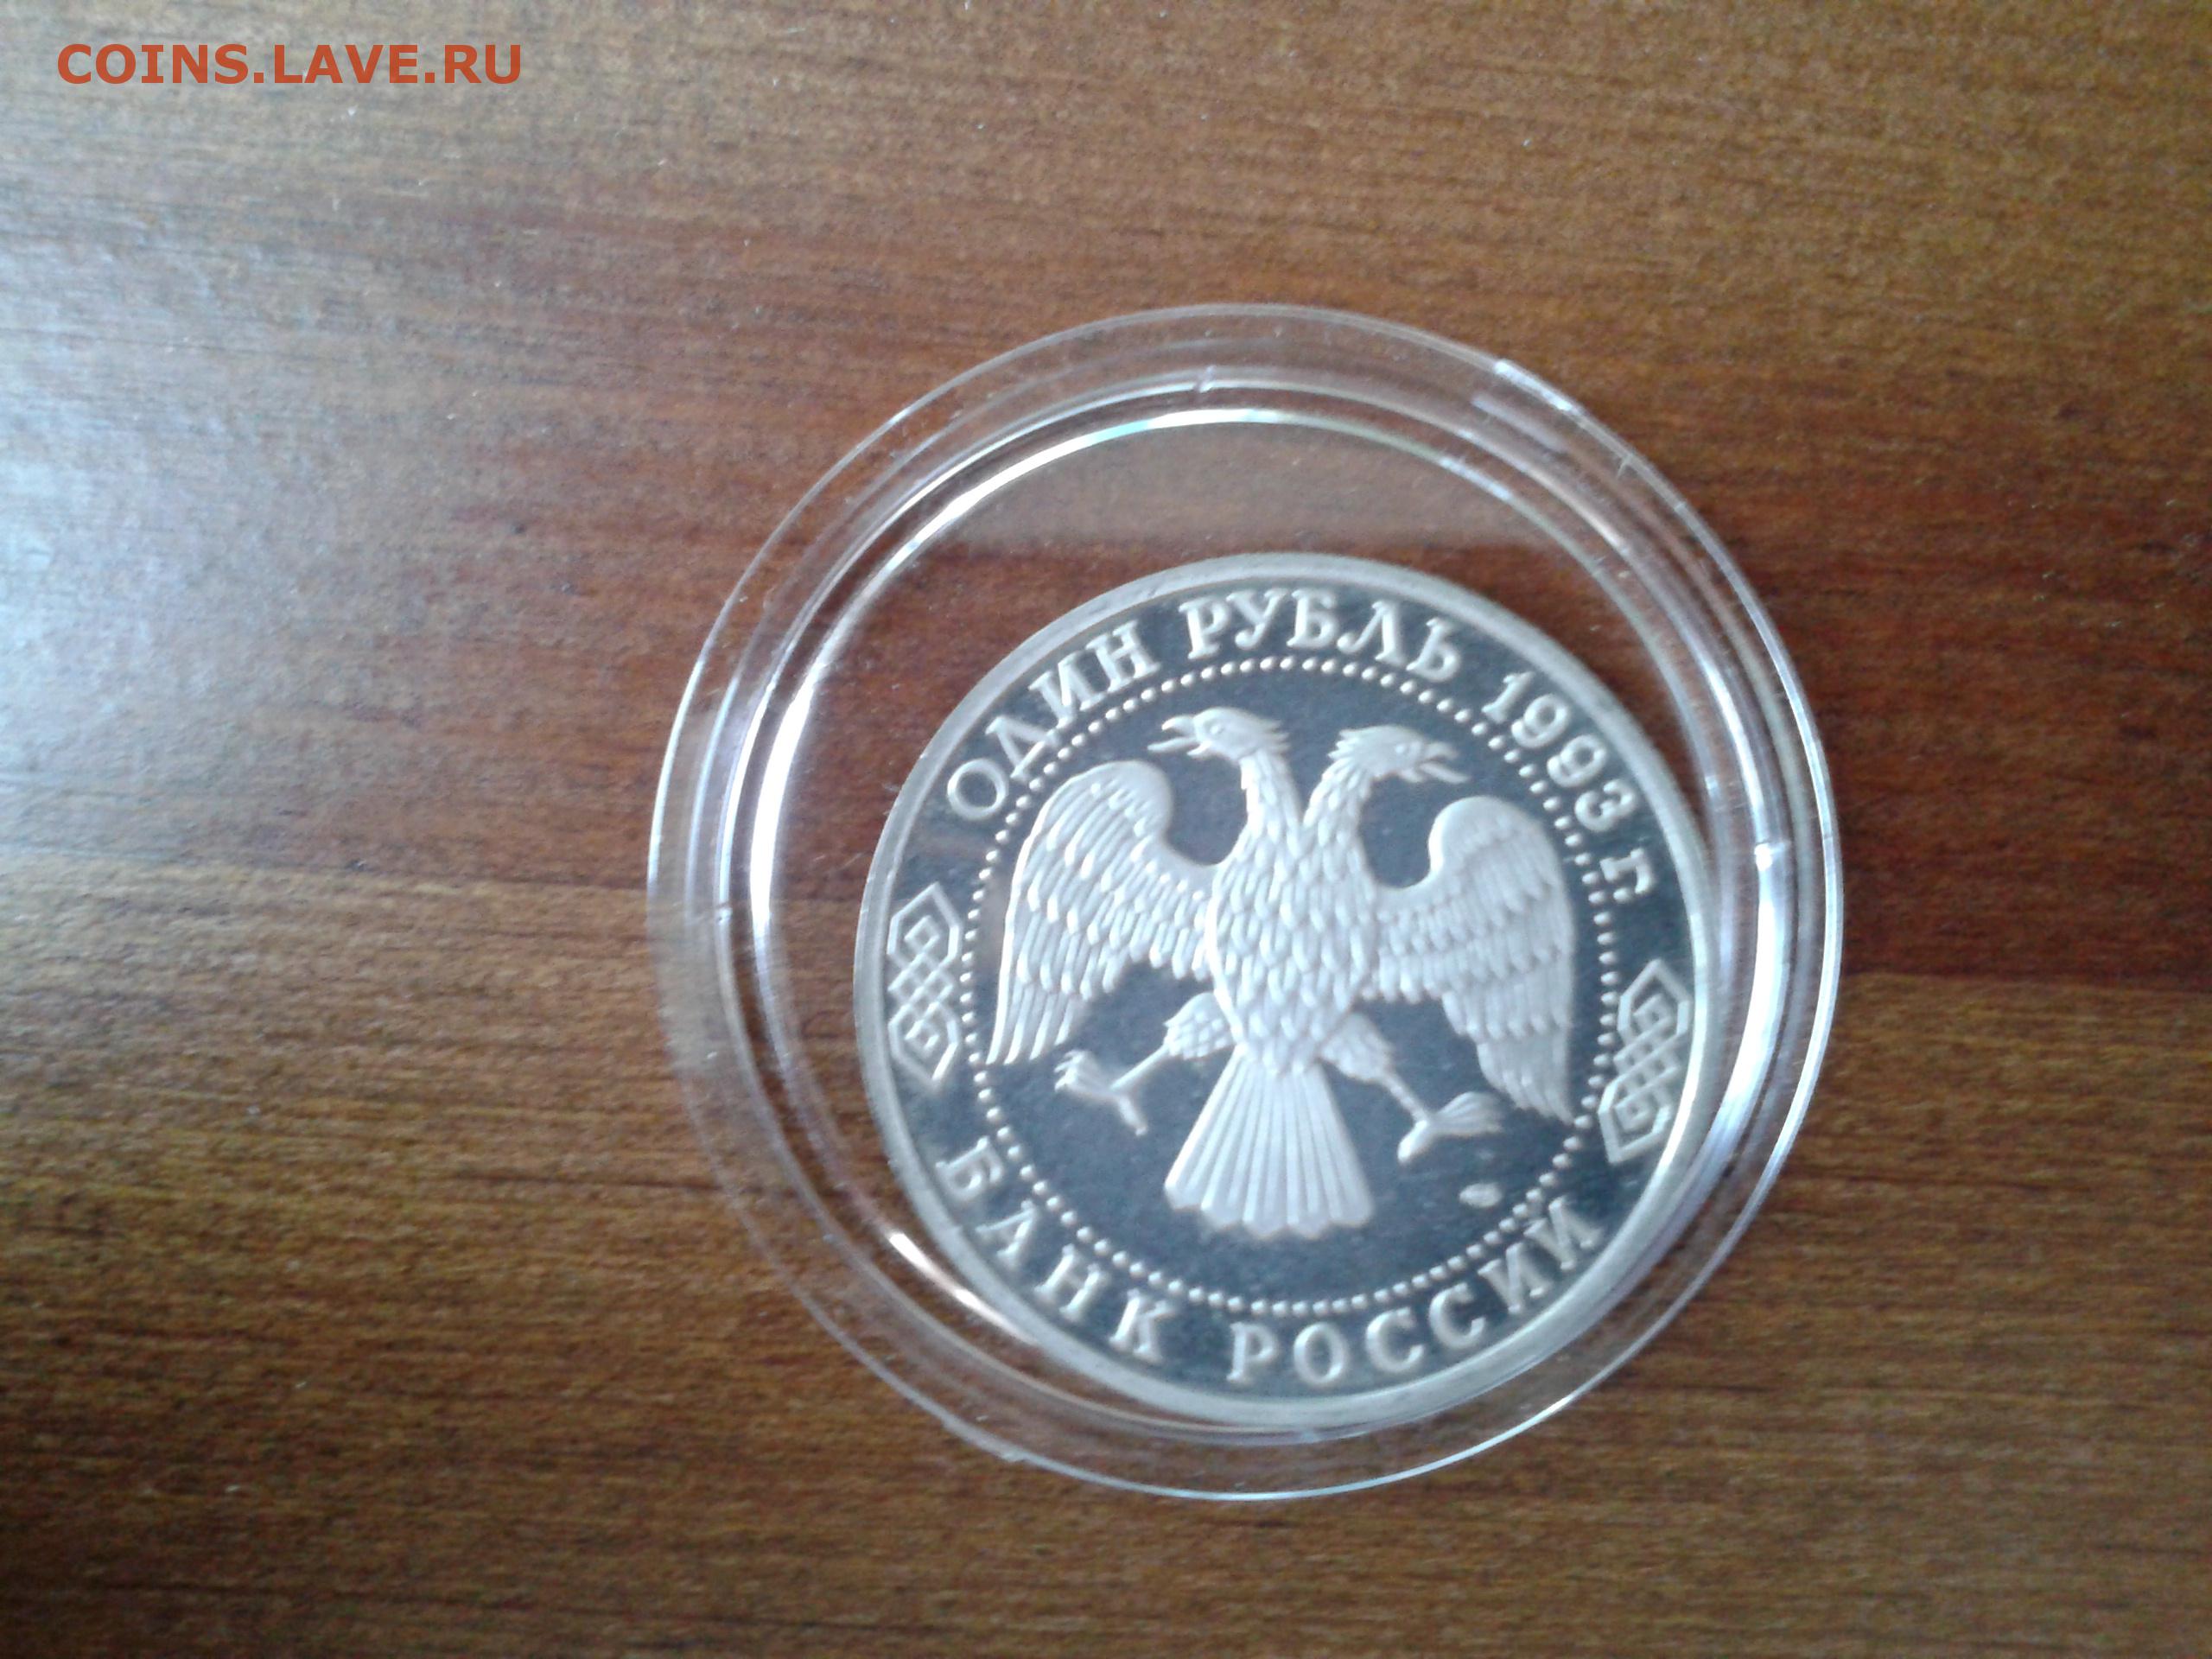 COINS.LAVE.RU
ОДИН РУБЛЬ 1993 г.
БАНК РОССИИ